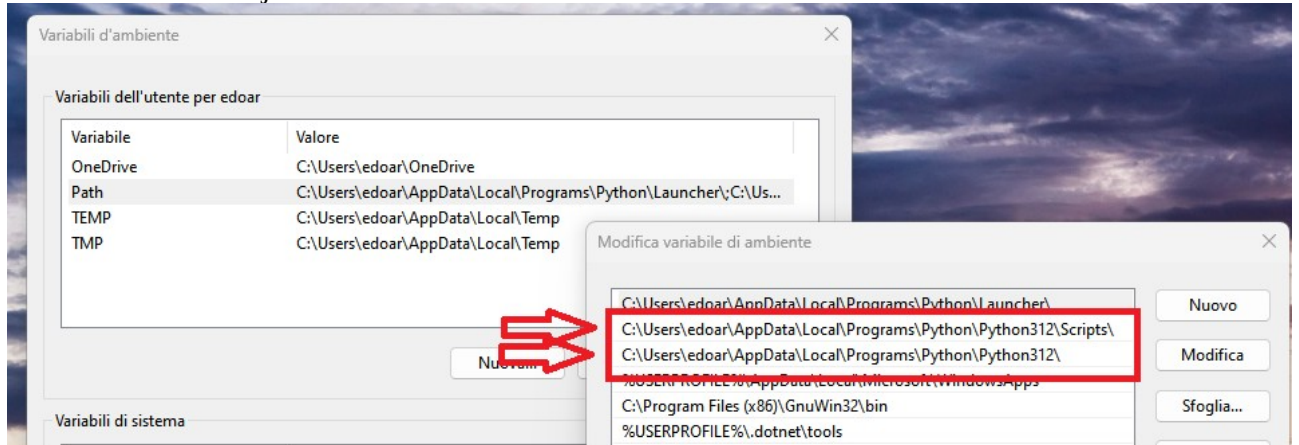 Variabili d'ambiente
Variabili dell'utente per edoar
Variabile Valore
OneDrive C:\Users\edoar\OneDrive
Path C:\Users\edoar\AppData\Local\Programs\Python\Launcher\;C:\Us...
TEMP C:\Users\edoar\AppData\Local\Temp
TMP C:\Users\edoar\AppData\Local\Temp
Variabili di sistema
Modifica variabile di ambiente
C:\Users\edoar\AppData\Local\Programs\Python\Launcher\
C:\Users\edoar\AppData\Local\Programs\Python\Python312\Scripts\
C:\Users\edoar\AppData\Local\Programs\Python\Python312\
%USERPROFILE%\AppData\Local\Microsoft\WindowsApps
C:\Program Files (x86)\GnuWin32\bin
%USERPROFILE%\.dotnet\tools
Nuovo
Modifica
Sfoglia...